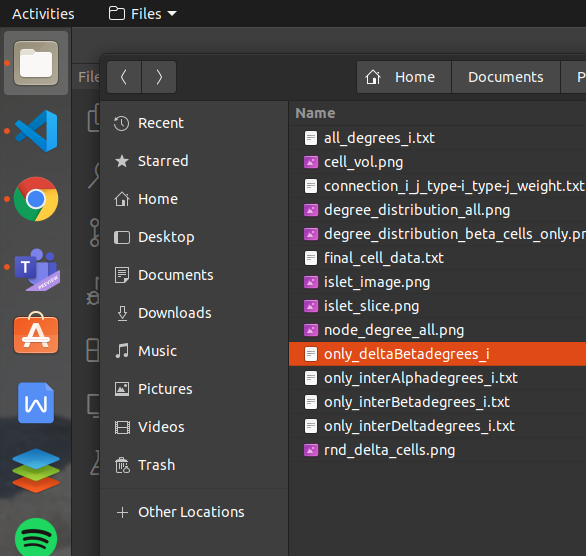 Activities
Files
File
Home
Documents
P
Recent
Starred
Home
Desktop
Documents
Downloads
Music
Pictures
Videos
Trash
Other Locations
Name
all_degrees_i.txt
cell_vol.png
connection_i_j_type-i_type-j_weight.txt
degree_distribution_all.png
degree_distribution_beta_cells_only.pn
final_cell_data.txt
islet_image.png
islet_slice.png
node_degree_all.png
only_deltaBetadegrees_i
only_interAlphadegrees_i.txt
only_interBetadegrees_i.txt
only_interDeltadegrees_i.txt
rnd_delta_cells.png
T
PREVIEW
A
W